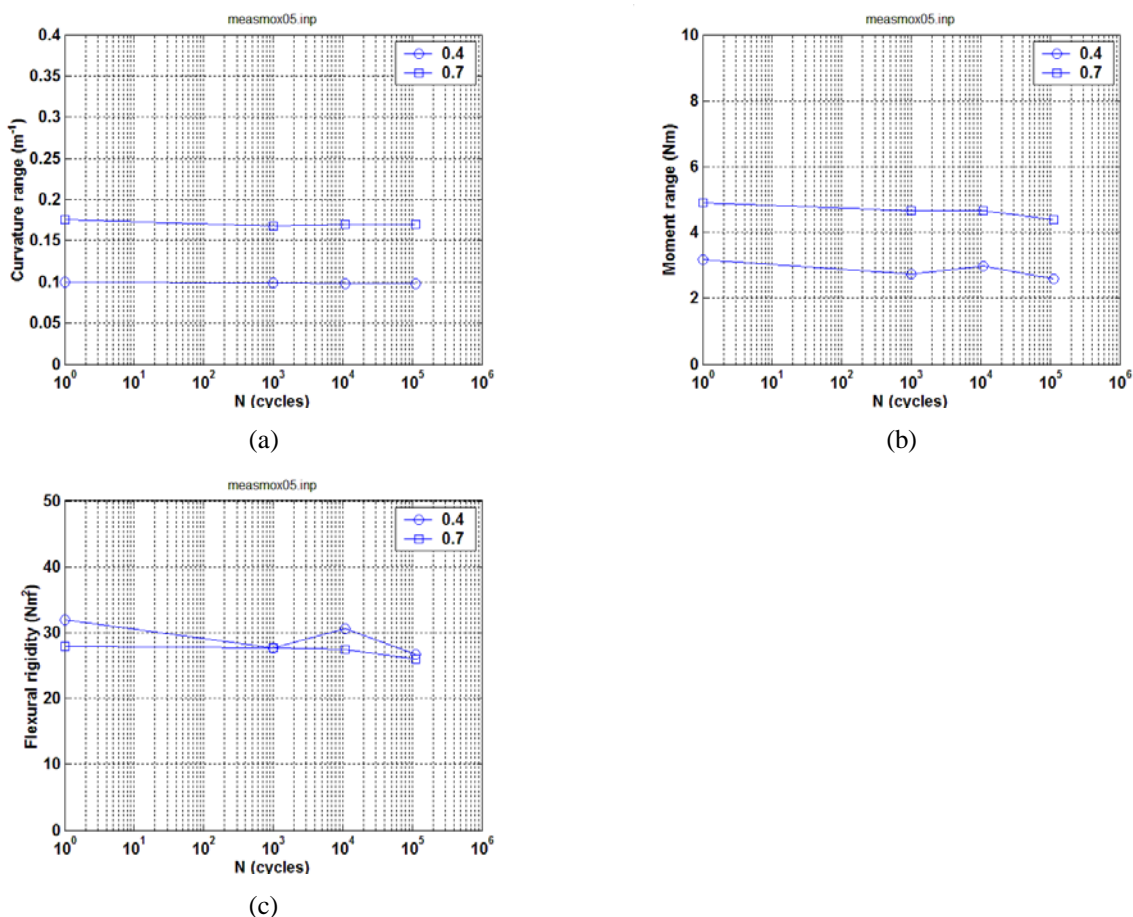 measmox05.inp
0.4
0.7
0.4
0.35
0.3
0.25
0.2
0.15
0.1
0.05
0
Curvature range (m⁻¹)
10⁰ 10¹ 10² 10³ 10⁴ 10⁵ 10⁶
N (cycles)
(a)
measmox05.inp
0.4
0.7
10
8
6
4
2
0
Moment range (Nm)
10⁰ 10¹ 10² 10³ 10⁴ 10⁵ 10⁶
N (cycles)
(b)
measmox05.inp
0.4
0.7
50
40
30
20
10
0
Flexural rigidity (Nm²)
10⁰ 10¹ 10² 10³ 10⁴ 10⁵ 10⁶
N (cycles)
(c)